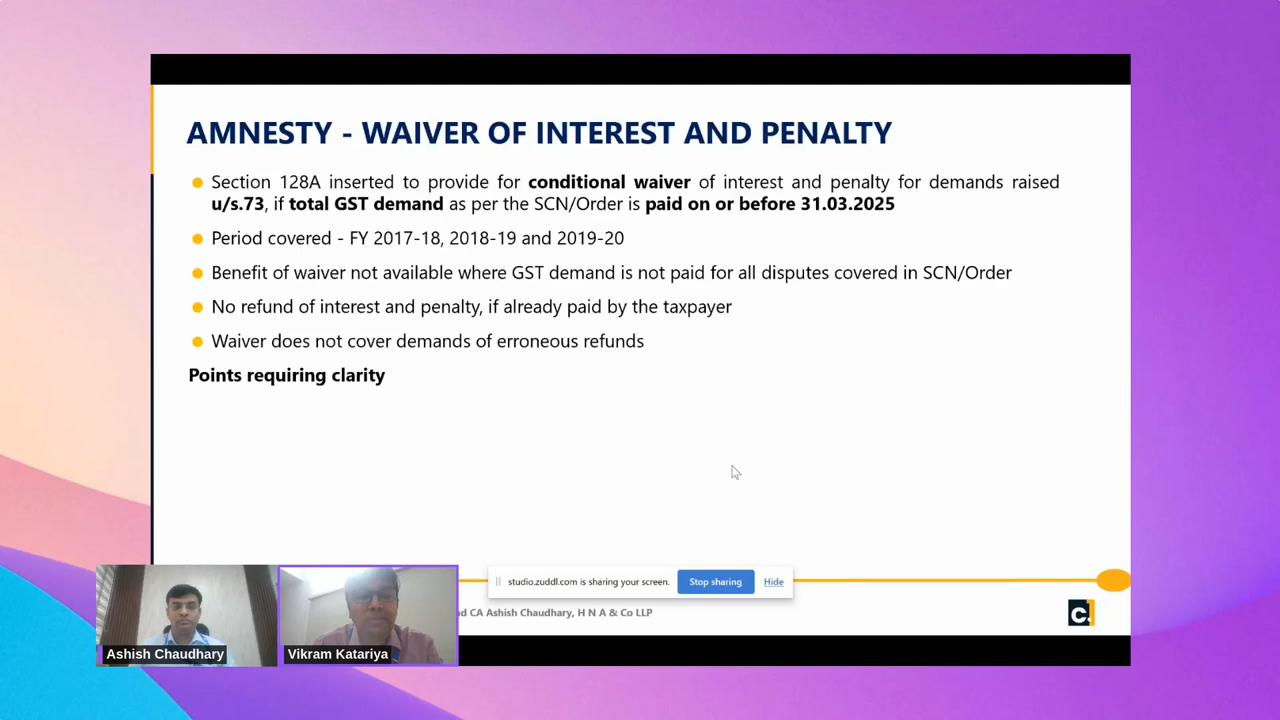 AMNESTY - WAIVER OF INTEREST AND PENALTY
Section 128A inserted to provide for conditional waiver of interest and penalty for demands raised
u/s.73, if total GST demand as per the SCN/Order is paid on or before 31.03.2025
Period covered - FY 2017-18, 2018-19 and 2019-20
Benefit of waiver not available where GST demand is not paid for all disputes covered in SCN/Order
No refund of interest and penalty, if already paid by the taxpayer
Waiver does not cover demands of erroneous refunds
Points requiring clarity
studio.zuddl.com is sharing your screen.
Stop sharing
Hide
CA Ashish Chaudhary, H N A & Co LLP
c.
Ashish Chaudhary
Vikram Katariya